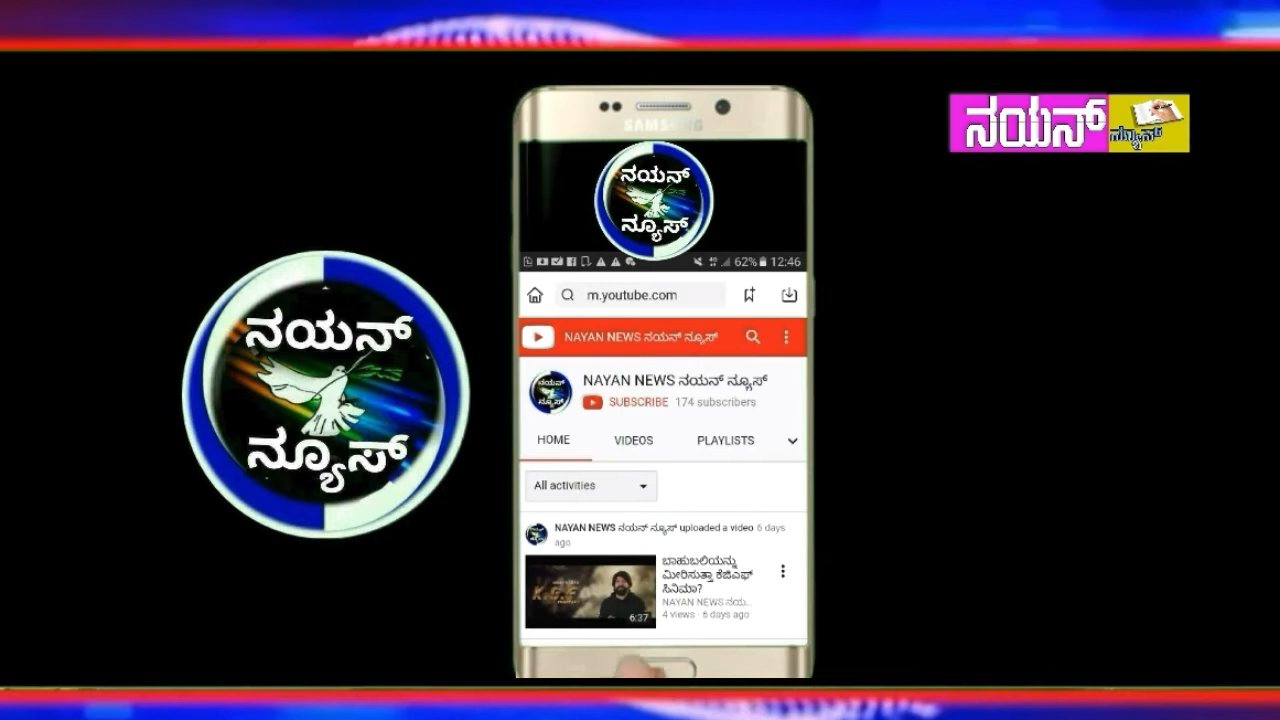 ನಯನ್ ನ್ಯೂಸ್
SAMSUNG
ನಯನ್
ನ್ಯೂಸ್
62% 12:46
m.youtube.com
NAYAN NEWS ನಯನ್ ನ್ಯೂಸ್
ನಯನ್
ನ್ಯೂಸ್
NAYAN NEWS ನಯನ್ ನ್ಯೂಸ್
SUBSCRIBE 174 subscribers
HOME VIDEOS PLAYLISTS
All activities
NAYAN NEWS ನಯನ್ ನ್ಯೂಸ್ uploaded a video 6 days
ago
ಬಾಹುಬಲಿಯನ್ನು
ಮೀರಿಸುತ್ತಾ ಕೆಜಿಎಫ್
ಸಿನಿಮಾ?
NAYAN NEWS ನಯ...
4 views · 6 days ago
K.G.F
6:37
ನಯನ್
ನ್ಯೂಸ್